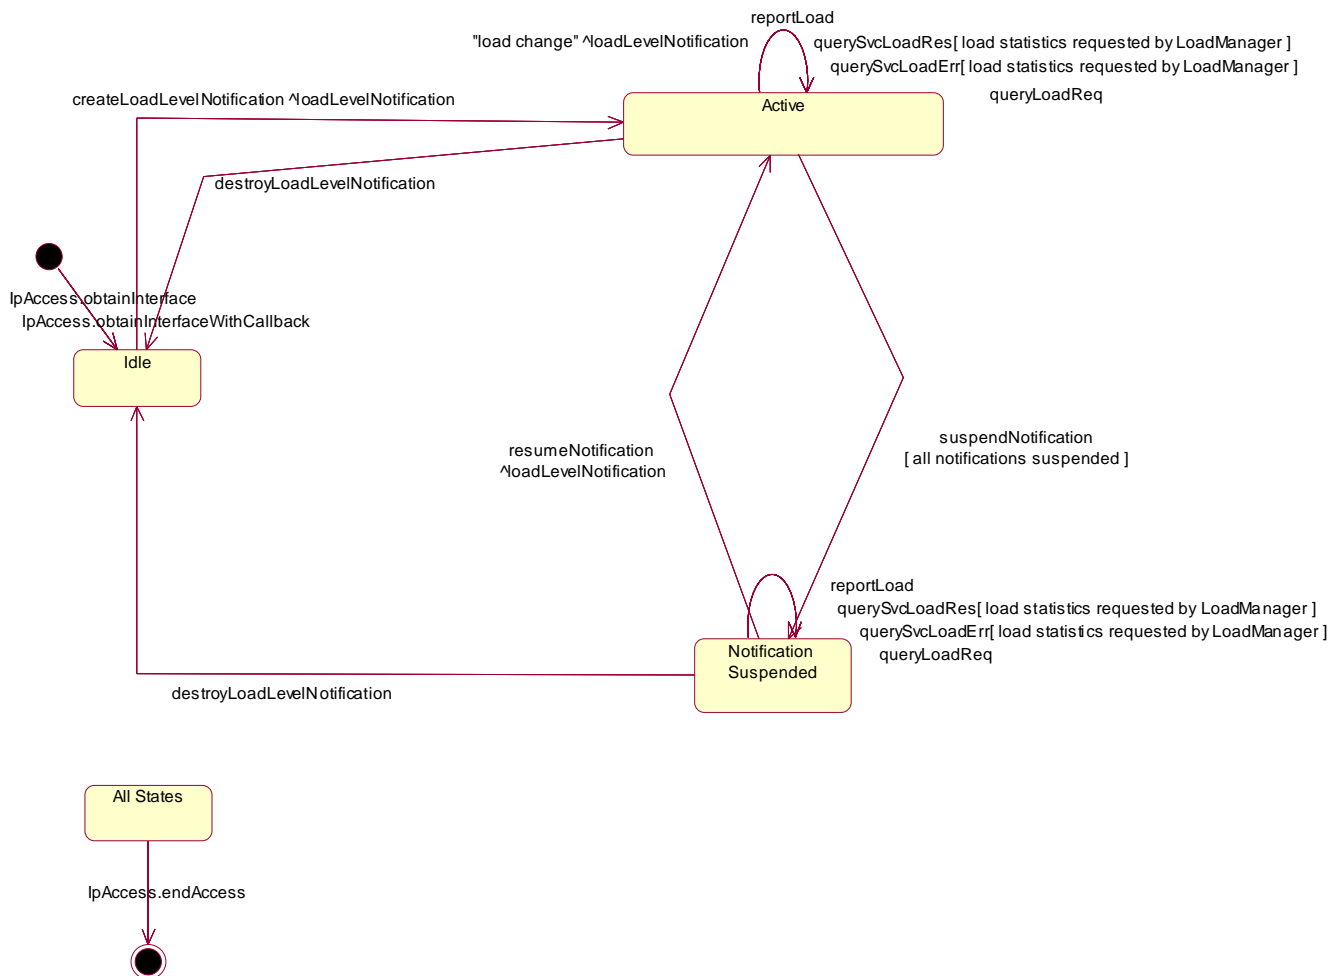 reportLoad
"load change" ^loadLevelNotification
querySvcLoadRes[ load statistics requested by LoadManager ]
querySvcLoadErr[ load statistics requested by LoadManager ]
queryLoadReq
createLoadLevelNotification ^loadLevelNotification
Active
destroyLoadLevelNotification
IpAccess.obtainInterface
IpAccess.obtainInterfaceWithCallback
Idle
resumeNotification
^loadLevelNotification
suspendNotification
[ all notifications suspended ]
reportLoad
querySvcLoadRes[ load statistics requested by LoadManager ]
querySvcLoadErr[ load statistics requested by LoadManager ]
queryLoadReq
Notification
Suspended
destroyLoadLevelNotification
All States
IpAccess.endAccess